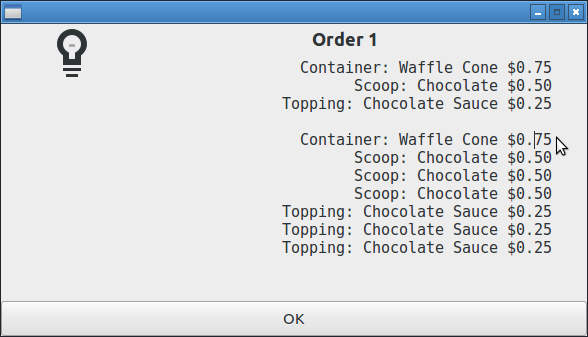 Order 1
Container: Waffle Cone $0.75
Scoop: Chocolate $0.50
Topping: Chocolate Sauce $0.25
Container: Waffle Cone $0.75
Scoop: Chocolate $0.50
Scoop: Chocolate $0.50
Scoop: Chocolate $0.50
Topping: Chocolate Sauce $0.25
Topping: Chocolate Sauce $0.25
Topping: Chocolate Sauce $0.25
OK